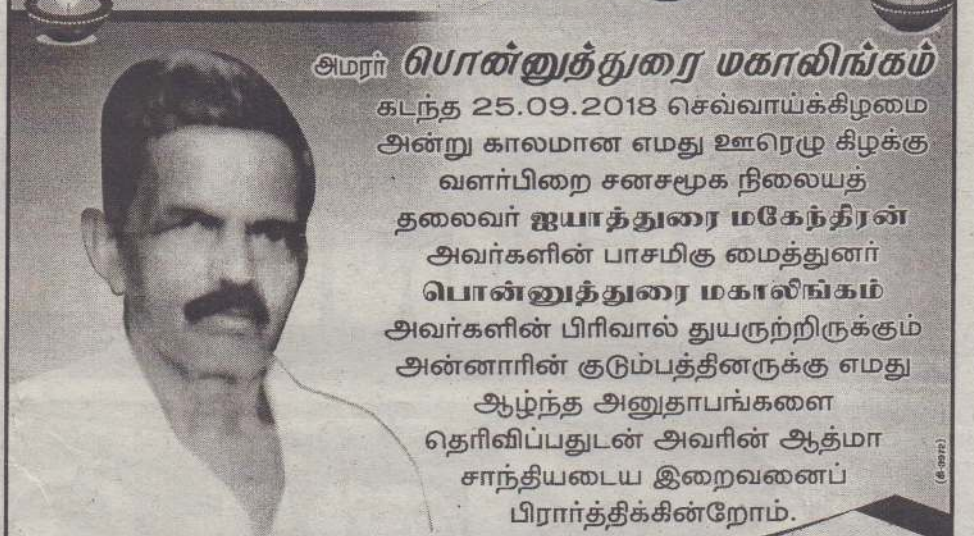 அமரர் பொன்னுத்துரை மகாலிங்கம்
கடந்த 25.09.2018 செவ்வாய்க்கிழமை
அன்று காலமான எமது ஊரெழு கிழக்கு
வளர்பிறை சனசமூக நிலையத்
தலைவர் ஐயாத்துரை மகேந்திரன்
அவர்களின் பாசமிகு மைத்துனர்
பொன்னுத்துரை மகாலிங்கம்
அவர்களின் பிரிவால் துயருற்றிருக்கும்
அன்னாரின் குடும்பத்தினருக்கு எமது
ஆழ்ந்த அனுதாபங்களை
தெரிவிப்பதுடன் அவரின் ஆத்மா
சாந்தியடைய இறைவனைப்
பிரார்த்திக்கின்றோம்.